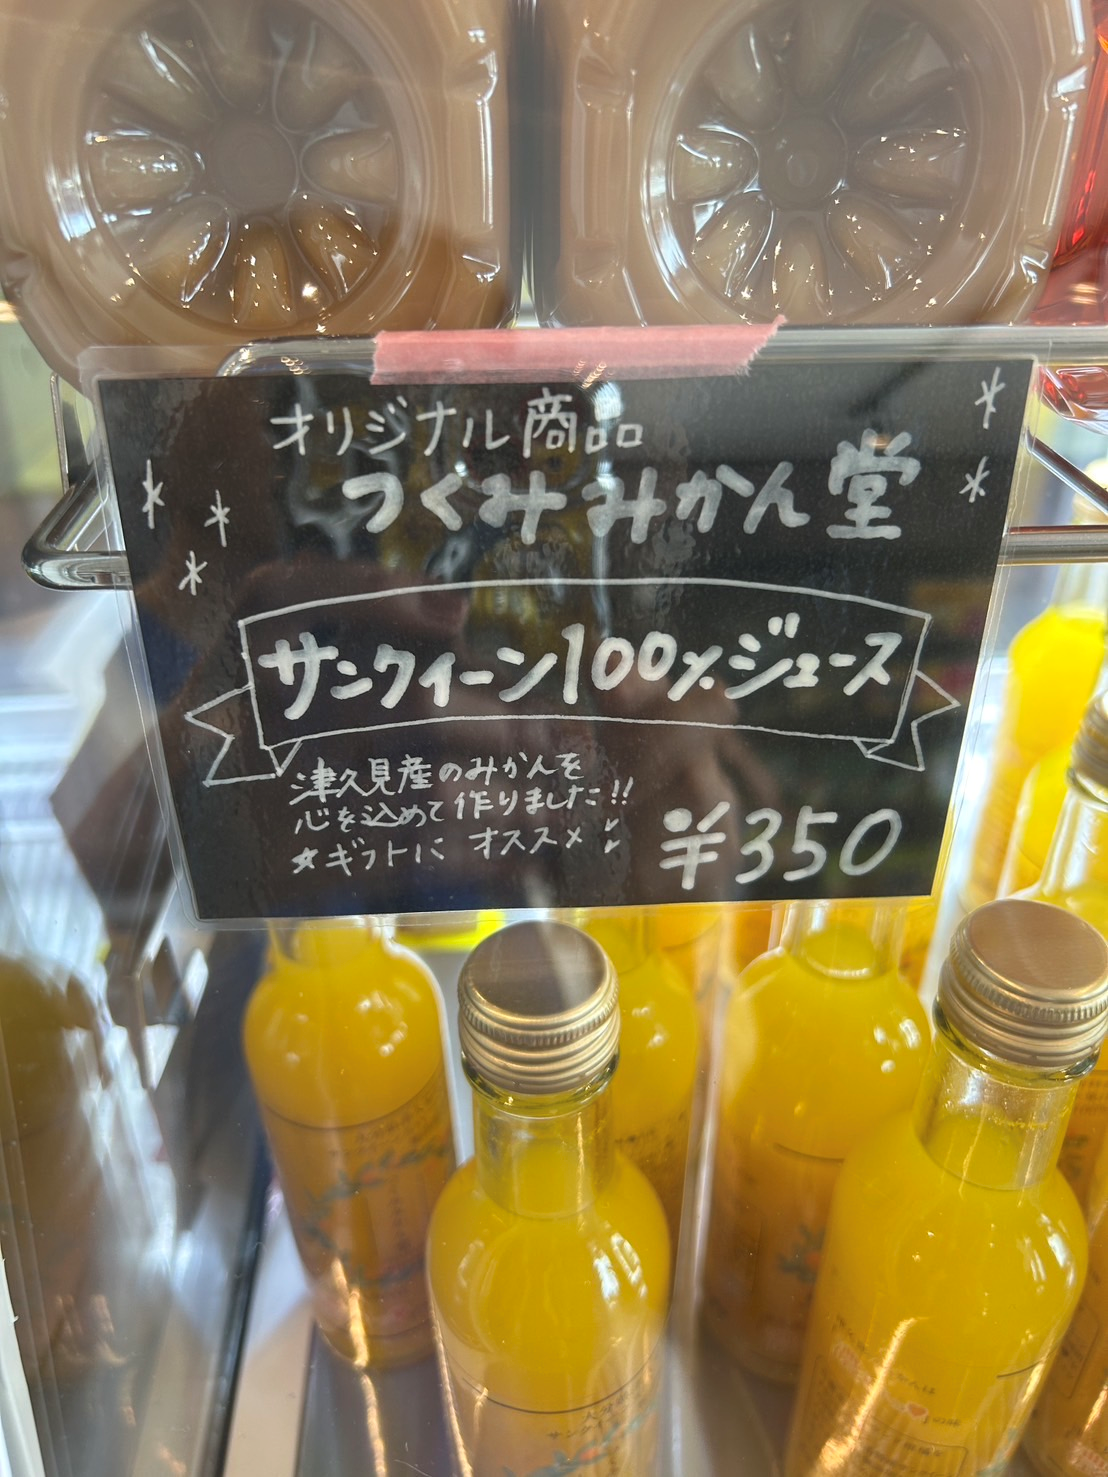 オリジナル商品
つくみみかん堂
サンクイーン100%ジュース
津久見産のみかんを
心を込めて作りました!!
☆ギフトに オススメ
¥350